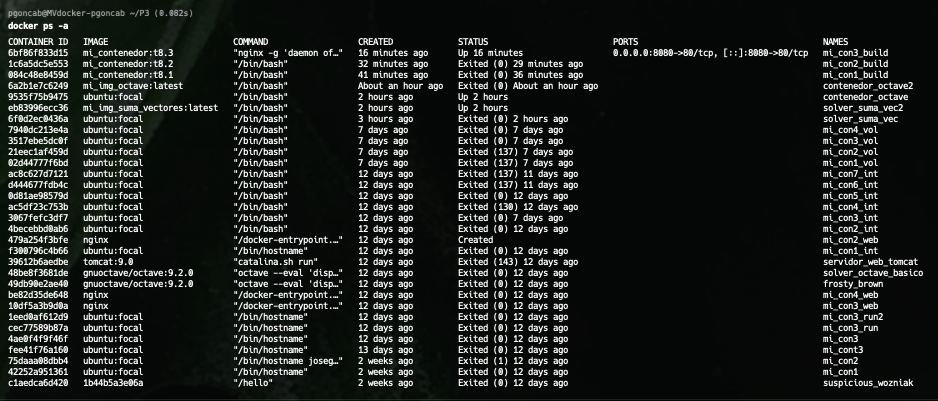 pgoncab@MVdocker-pgoncab ~/P3 (0.082s)
docker ps -a
CONTAINER ID IMAGE COMMAND CREATED STATUS PORTS NAMES
6bf86f833d15 mi_contenedor:t8.3 "nginx -g 'daemon of…" 16 minutes ago Up 16 minutes 0.0.0.0:8080->80/tcp, [::]:8080->80/tcp mi_con3_build
1c6a5dc5e553 mi_contenedor:t8.2 "/bin/bash" 32 minutes ago Exited (0) 29 minutes ago mi_con2_build
084c48e8459d mi_contenedor:t8.1 "/bin/bash" 41 minutes ago Exited (0) 36 minutes ago mi_con1_build
6a2b1e7c6249 mi_img_octave:latest "/bin/bash" About an hour ago Exited (0) About an hour ago contenedor_octave2
9535f75b9475 ubuntu:focal "/bin/bash" 2 hours ago Up 2 hours contenedor_octave
eb83996ecc36 mi_img_suma_vectores:latest "/bin/bash" 2 hours ago Up 2 hours solver_suma_vec2
6f0d2ec0436a ubuntu:focal "/bin/bash" 3 hours ago Exited (0) 2 hours ago solver_suma_vec
7940dc213e4a ubuntu:focal "/bin/bash" 7 days ago Exited (0) 7 days ago mi_con4_vol
3517ebe5dc0f ubuntu:focal "/bin/bash" 7 days ago Exited (0) 7 days ago mi_con3_vol
21eec1af459d ubuntu:focal "/bin/bash" 7 days ago Exited (137) 7 days ago mi_con2_vol
02d44777f6bd ubuntu:focal "/bin/bash" 7 days ago Exited (137) 7 days ago mi_con1_vol
ac8c627d7121 ubuntu:focal "/bin/bash" 12 days ago Exited (137) 11 days ago mi_con7_int
d444677fdb4c ubuntu:focal "/bin/bash" 12 days ago Exited (137) 11 days ago mi_con6_int
0d81ae98579d ubuntu:focal "/bin/bash" 12 days ago Exited (0) 12 days ago mi_con5_int
ac5df23c753b ubuntu:focal "/bin/bash" 12 days ago Exited (130) 12 days ago mi_con4_int
3067fefc3df7 ubuntu:focal "/bin/bash" 12 days ago Exited (0) 7 days ago mi_con3_int
4becebbd0ab6 ubuntu:focal "/bin/bash" 12 days ago Exited (0) 12 days ago mi_con2_int
479a254f3bfe nginx "/docker-entrypoint.…" 12 days ago Created mi_con2_web
f300796c4b66 ubuntu:focal "/bin/hostname" 12 days ago Exited (0) 12 days ago mi_con1_int
39612b6aedbe tomcat:9.0 "catalina.sh run" 12 days ago Exited (143) 12 days ago servidor_web_tomcat
48be8f3681de gnuoctave/octave:9.2.0 "octave --eval 'disp…" 12 days ago Exited (0) 12 days ago solver_octave_basico
49db90e2ae40 gnuoctave/octave:9.2.0 "octave --eval 'disp…" 12 days ago Exited (0) 12 days ago frosty_brown
be82d35de648 nginx "/docker-entrypoint.…" 12 days ago Exited (0) 12 days ago mi_con4_web
10df5a3b9d0a nginx "/docker-entrypoint.…" 12 days ago Exited (0) 12 days ago mi_con3_web
1eed0af612d9 ubuntu:focal "/bin/hostname" 12 days ago Exited (0) 12 days ago mi_con3_run2
cec77589b87a ubuntu:focal "/bin/hostname" 12 days ago Exited (0) 12 days ago mi_con3_run
4ae0f4f9f46f ubuntu:focal "/bin/hostname" 12 days ago Exited (0) 12 days ago mi_con3
fee41f76a160 ubuntu:focal "/bin/hostname" 13 days ago Exited (0) 12 days ago mi_cont3
75daaa08dbb4 ubuntu:focal "/bin/hostname joseg…" 2 weeks ago Exited (1) 12 days ago mi_con2
42252a951361 ubuntu:focal "/bin/hostname" 2 weeks ago Exited (0) 12 days ago mi_con1
c1aedca6d420 1b44b5a3e06a "/hello" 2 weeks ago Exited (0) 12 days ago suspicious_wozniak